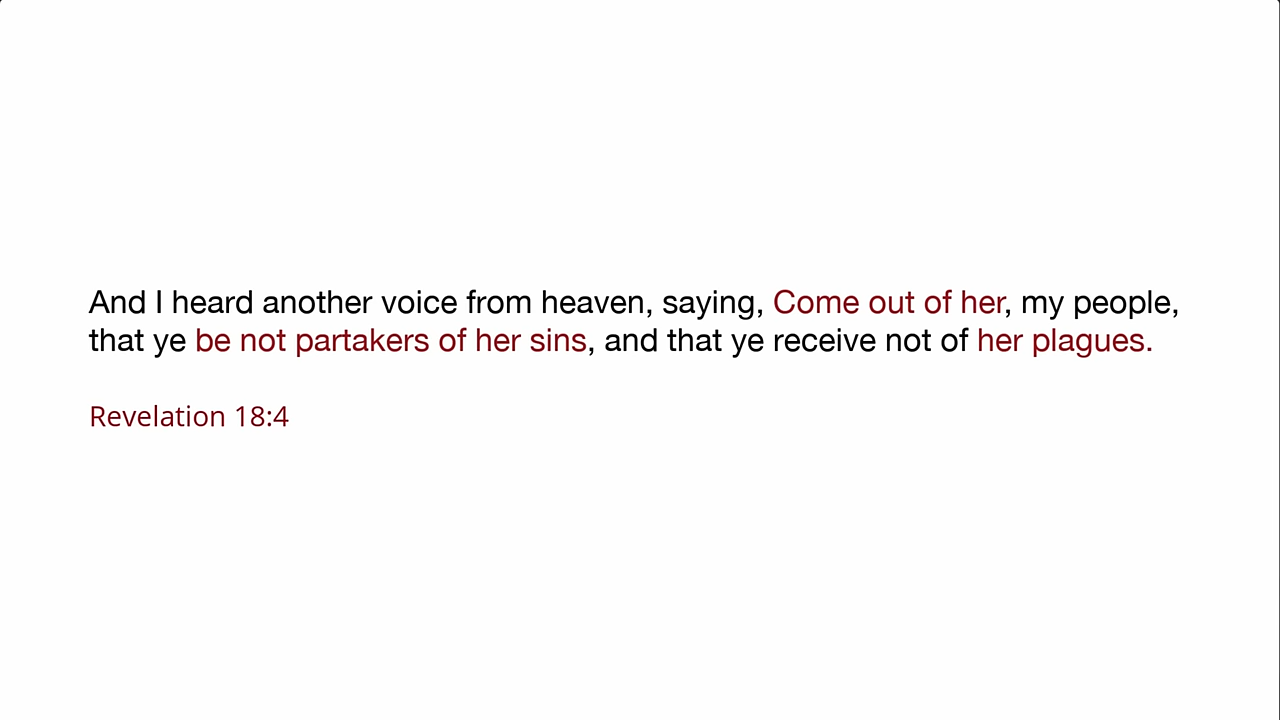 And I heard another voice from heaven, saying, Come out of her, my people,
that ye be not partakers of her sins, and that ye receive not of her plagues.
Revelation 18:4